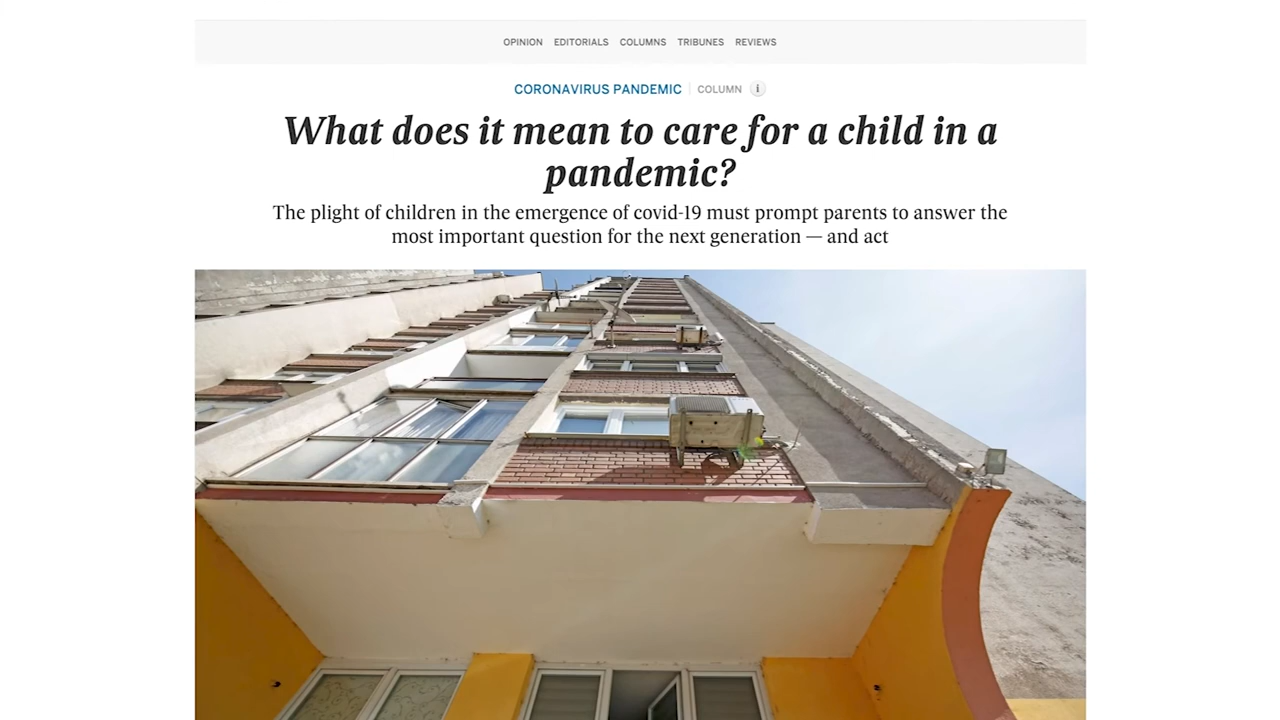 OPINION EDITORIALS COLUMNS TRIBUNES REVIEWS
CORONAVIRUS PANDEMIC COLUMN i
What does it mean to care for a child in a
pandemic?
The plight of children in the emergence of covid-19 must prompt parents to answer the
most important question for the next generation — and act